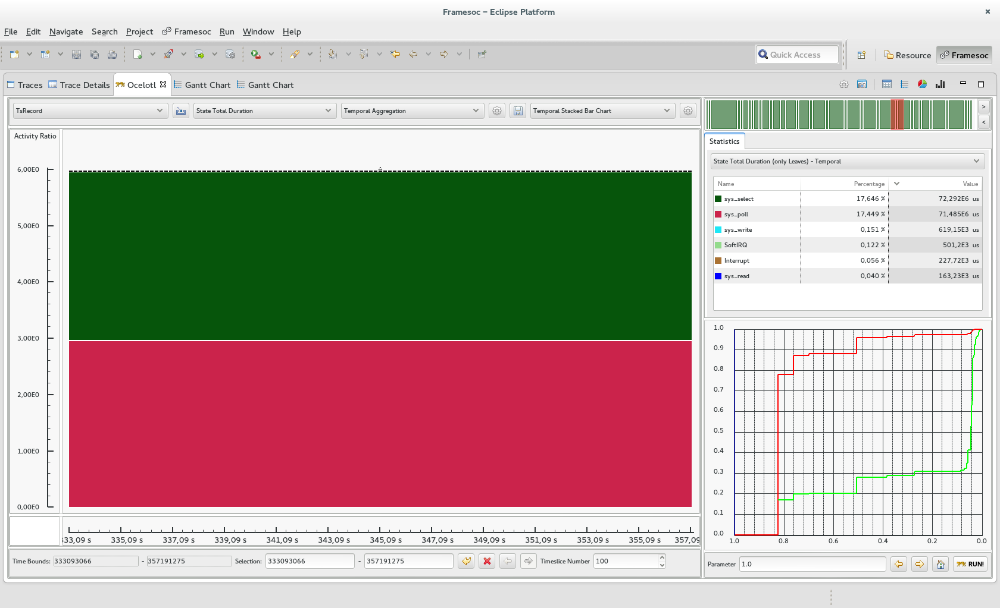 Framesoc – Eclipse Platform
File Edit Navigate Search Project Framesoc Run Window Help
Quick Access Resource Framesoc
Traces Trace Details Ocelotl Gantt Chart Gantt Chart
TsRecord State Total Duration Temporal Aggregation Temporal Stacked Bar Chart
>
<
Activity Ratio
6,00E0
5,00E0
4,00E0
3,00E0
2,00E0
1,00E0
0,00E0
333,09 s 335,09 s 337,09 s 339,09 s 341,09 s 343,09 s 345,09 s 347,09 s 349,09 s 351,09 s 353,09 s 355,09 s 357,09
Time Bounds: 333093066 - 357191275 Selection: 333093066 - 357191275 Timeslice Number 100
Statistics
State Total Duration (only Leaves) - Temporal
Name Percentage Value
sys_select 17,646 % 72,292E6 us
sys_poll 17,449 % 71,485E6 us
sys_write 0,151 % 619,15E3 us
SoftIRQ 0,122 % 501,2E3 us
Interrupt 0,056 % 227,72E3 us
sys_read 0,040 % 163,23E3 us
1.0
0.9
0.8
0.7
0.6
0.5
0.4
0.3
0.2
0.1
0.0
1.0 0.8 0.6 0.4 0.2 0.0
Parameter 1.0 RUN!